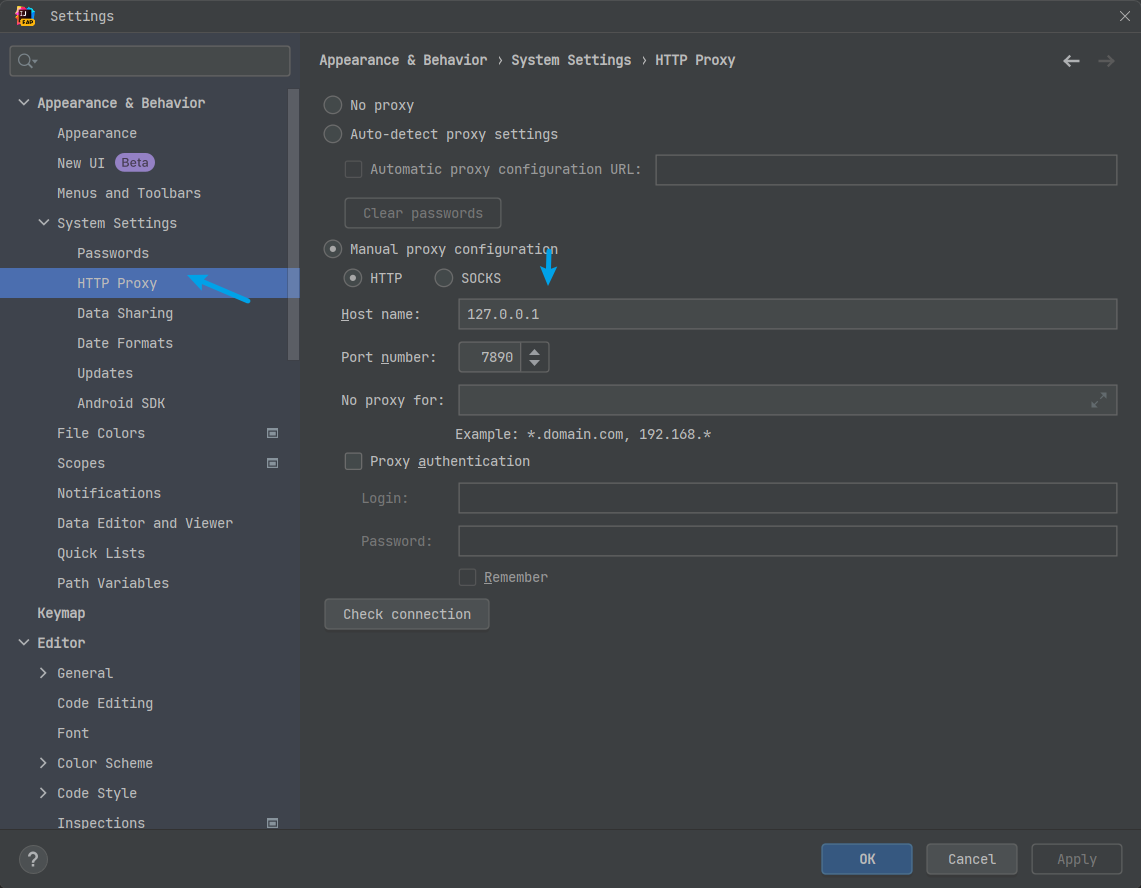 Settings
Appearance & Behavior
Appearance
New UI Beta
Menus and Toolbars
System Settings
Passwords
HTTP Proxy
Data Sharing
Date Formats
Updates
Android SDK
File Colors
Scopes
Notifications
Data Editor and Viewer
Quick Lists
Path Variables
Keymap
Editor
General
Code Editing
Font
Color Scheme
Code Style
Inspections
Appearance & Behavior › System Settings › HTTP Proxy
No proxy
Auto-detect proxy settings
Automatic proxy configuration URL:
Clear passwords
Manual proxy configuration
HTTP SOCKS
Host name: 127.0.0.1
Port number: 7890
No proxy for:
Example: *.domain.com, 192.168.*
Proxy authentication
Login:
Password:
Remember
Check connection
? OK Cancel Apply